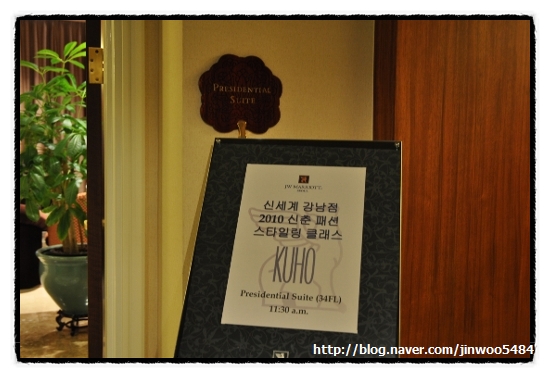 PRESIDENTIAL
SUITE
JW MARRIOTT
신세계 강남점
2010 신춘 패션
스타일링 클래스
KUHO
Presidential Suite (34FL)
11:30 a.m.
http://blog.naver.com/jinwoo5484